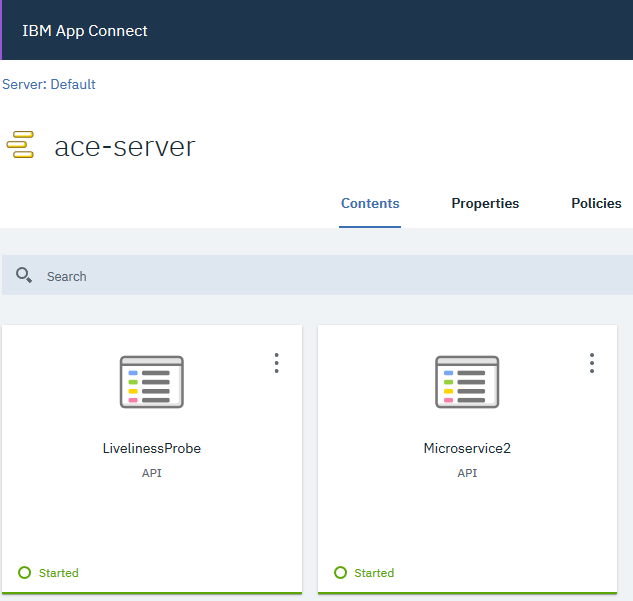 IBM App Connect
Server: Default
ace-server
Contents Properties Policies
Search
LivelinessProbe Microservice2
API API
Started Started